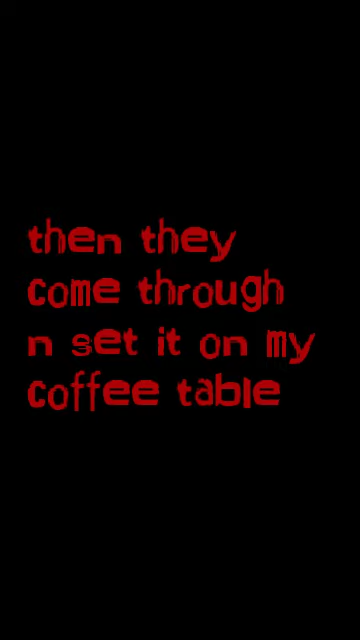 then they
come through
n set it on my
coffee table